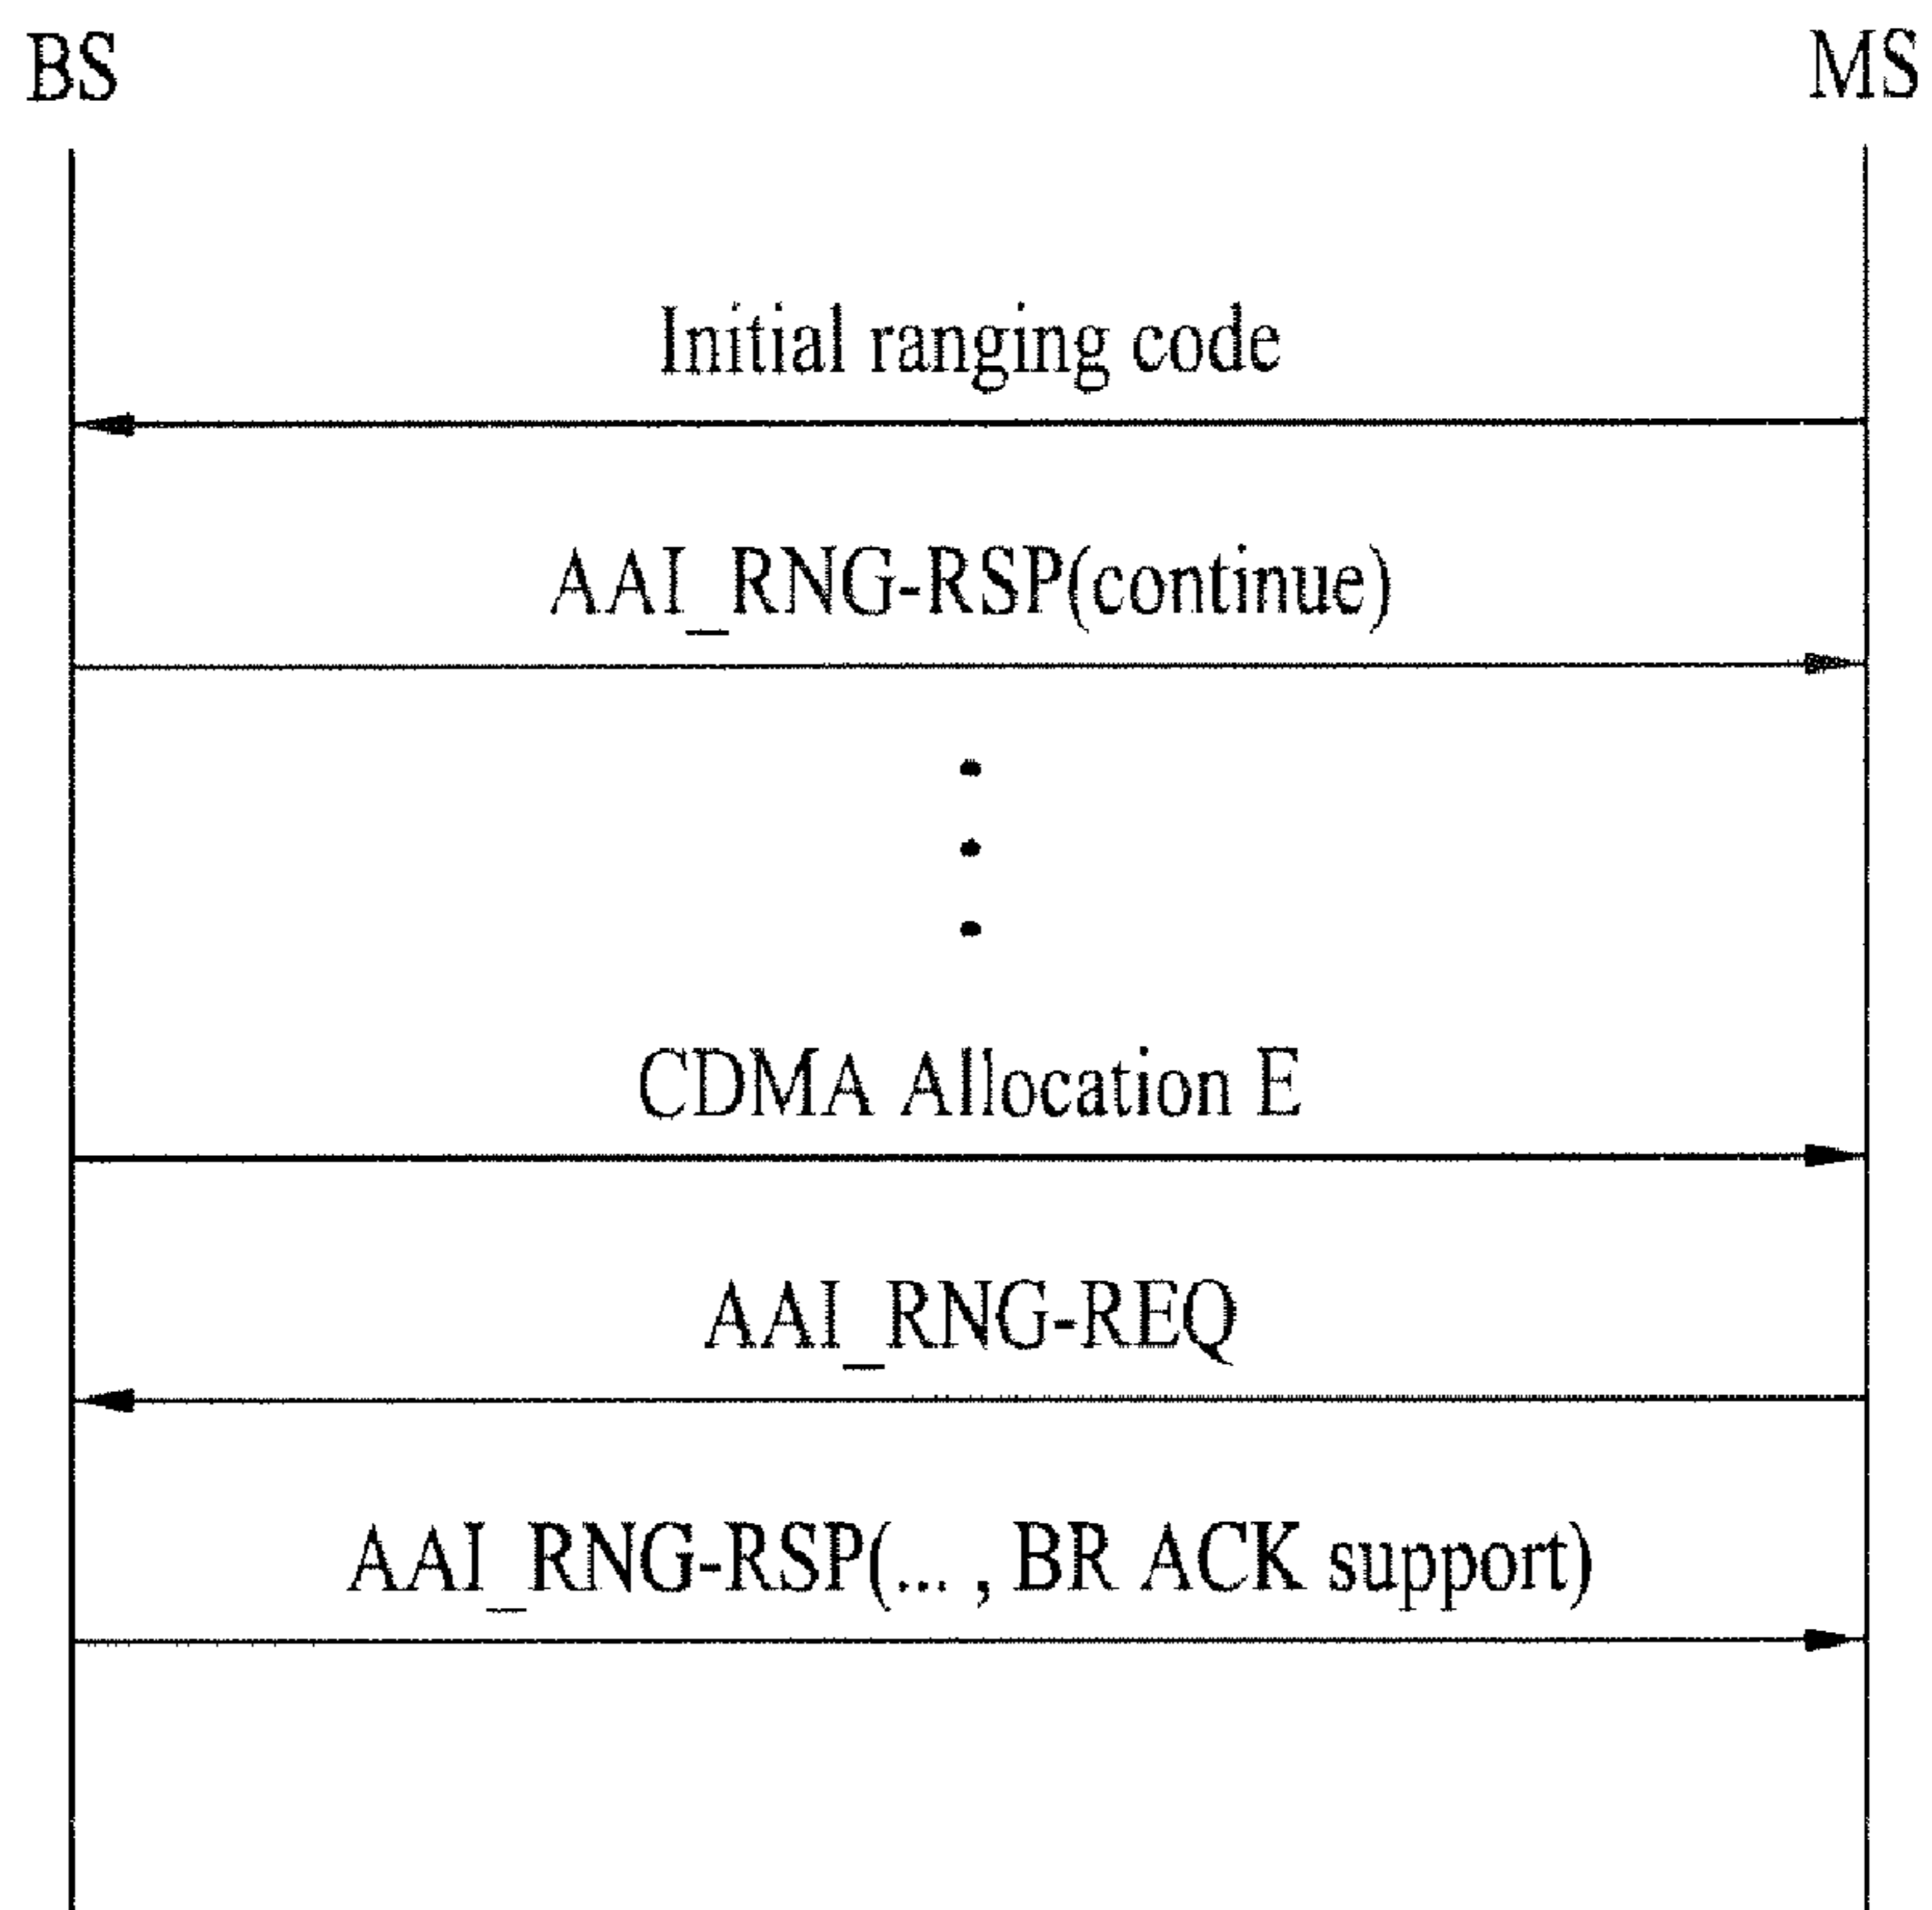 BS
MS
Initial ranging code
AAI_RNG-RSP(continue)
CDMA Allocation E
AAI_RNG-REQ
AAI_RNG-RSP(... , BR ACK support)